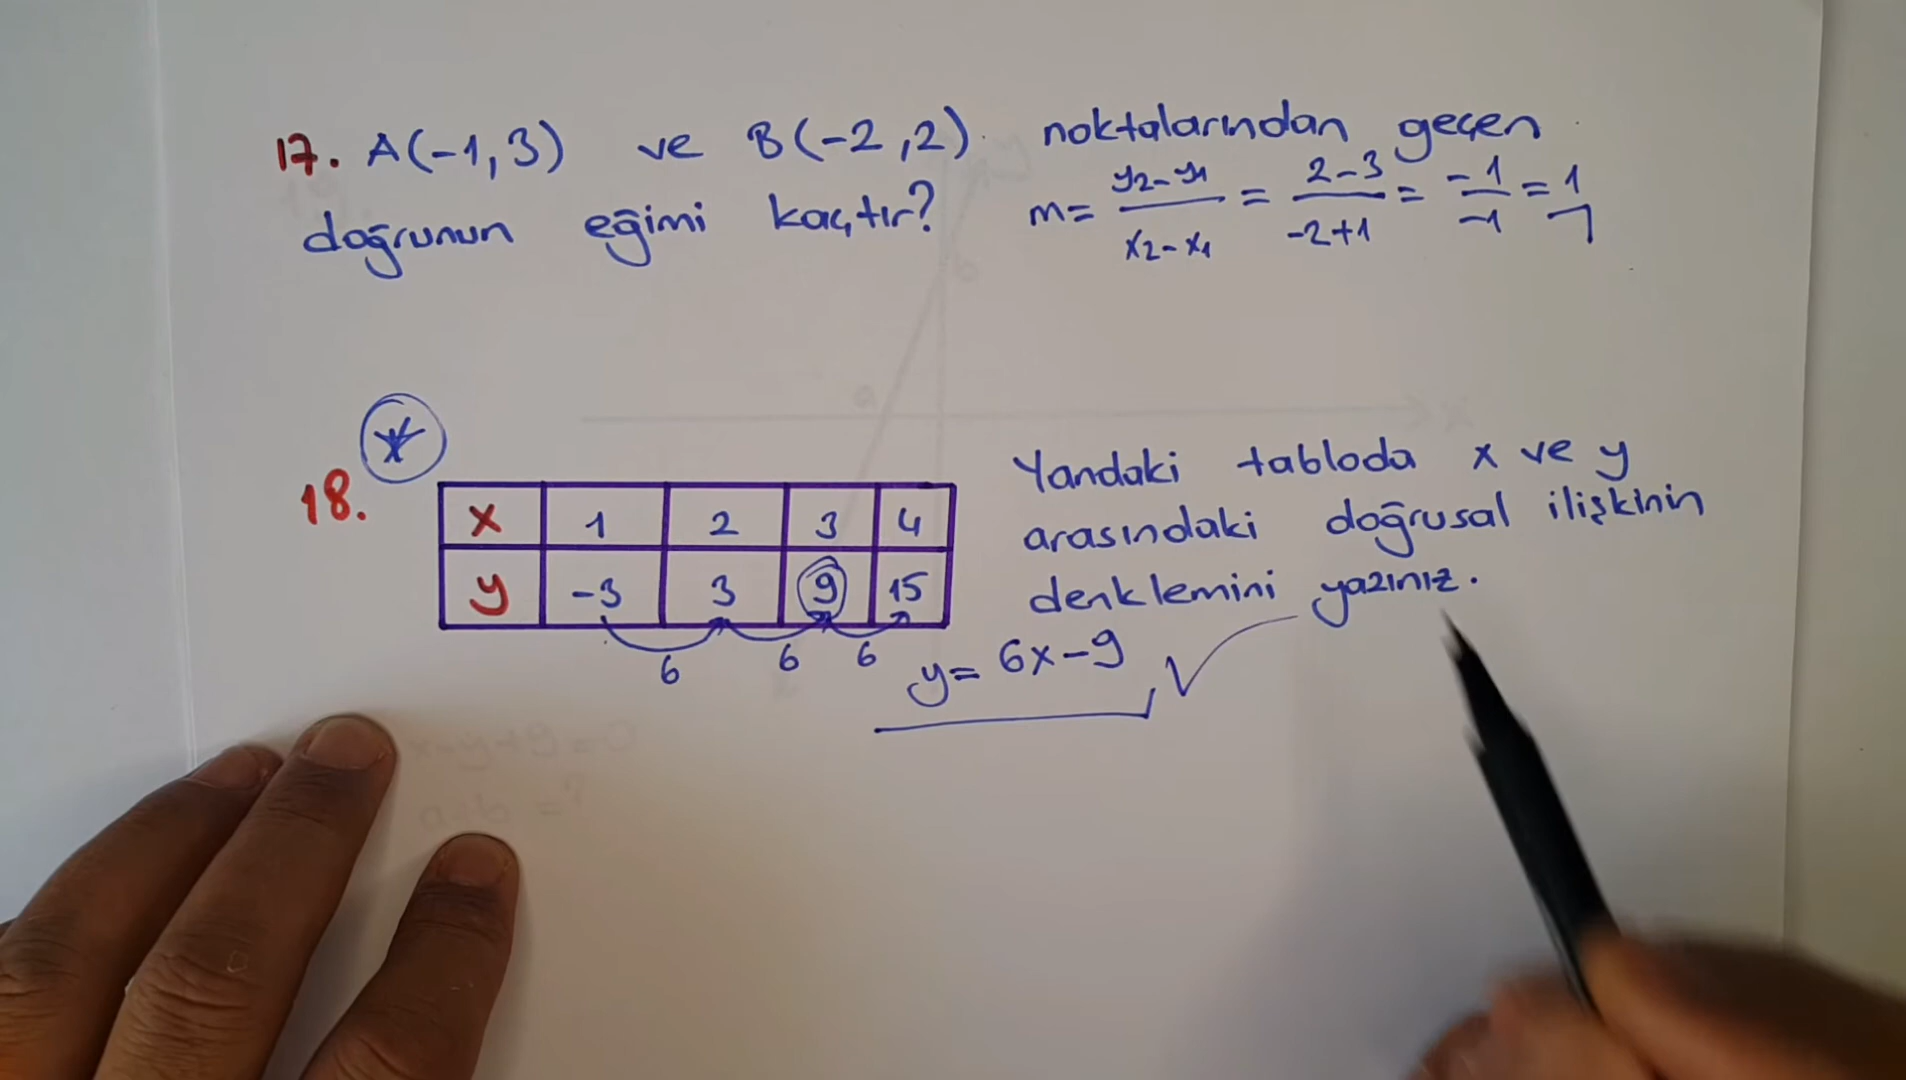 17. A(-1,3) ve B(-2,2) noktalarından geçen
doğrunun eğimi kaçtır? m= y2-y1 / x2-x1 = 2-3 / -2+1 = -1 / -1 = 1
18.
x 1 2 3 4
y -3 3 9 15
6 6 6
Yandaki tabloda x ve y
arasındaki doğrusal ilişkinin
denklemini yazınız.
y= 6x-9